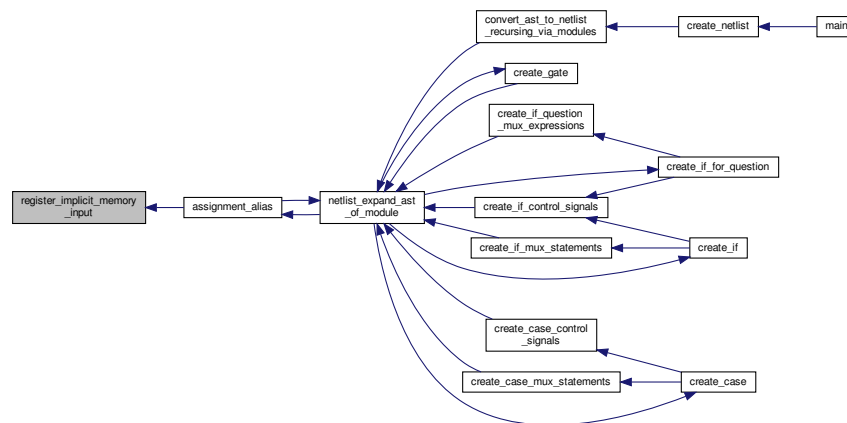 convert_ast_to_netlist
_recursing_via_modules
create_netlist
main
create_gate
create_if_question
_mux_expressions
create_if_for_question
register_implicit_memory
_input
assignment_alias
netlist_expand_ast
_of_module
create_if_control_signals
create_if_mux_statements
create_if
create_case_control
_signals
create_case_mux_statements
create_case